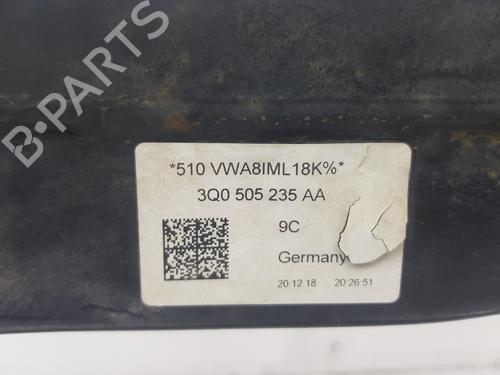 *510 VWA8IML18K%*
3Q0 505 235 AA
9C
Germany
20.12.18 20:26:51
B-PARTS